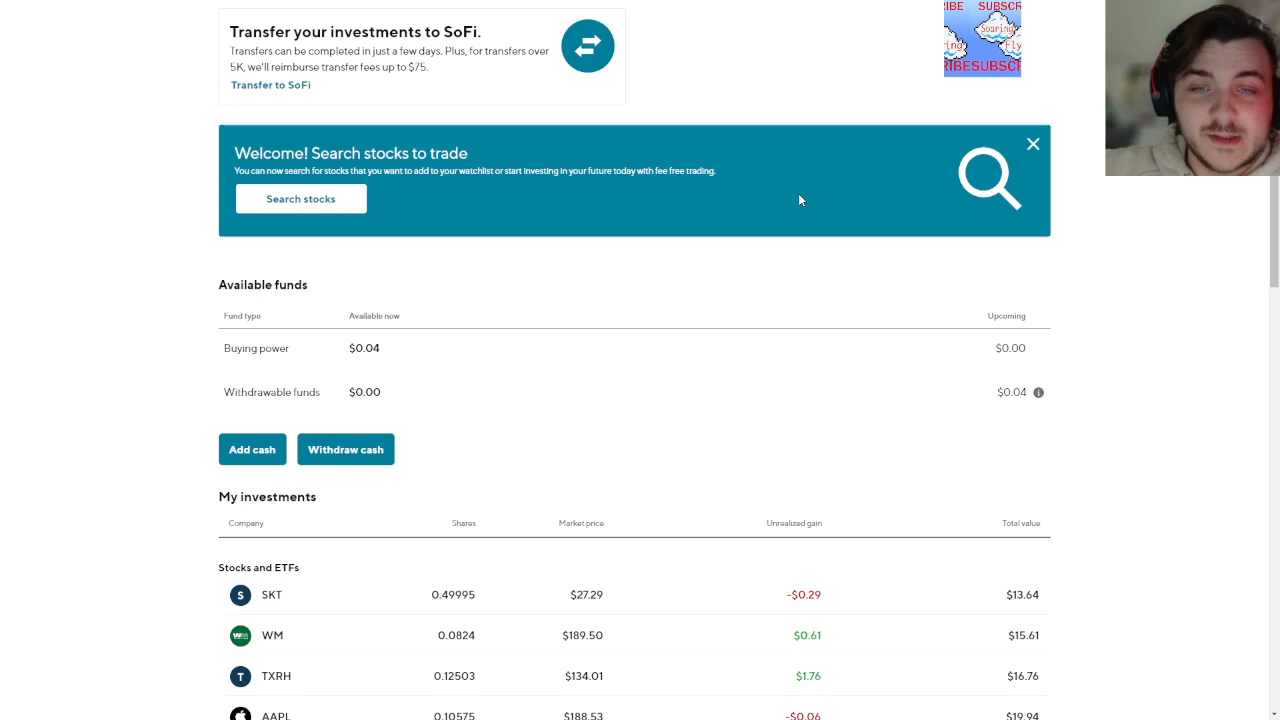 Transfer your investments to SoFi.
Transfers can be completed in just a few days. Plus, for transfers over
5K, we'll reimburse transfer fees up to $75.
Transfer to SoFi
IBE SUBSCR
Soaring
ring
Fly
RIBESUBSCR
Welcome! Search stocks to trade
You can now search for stocks that you want to add to your watchlist or start investing in your future today with fee free trading.
Search stocks
Available funds
Fund type Available now Upcoming
Buying power $0.04 $0.00
Withdrawable funds $0.00 $0.04
Add cash Withdraw cash
My investments
Company Shares Market price Unrealized gain Total value
Stocks and ETFs
S SKT 0.49995 $27.29 -$0.29 $13.64
WM WM 0.0824 $189.50 $0.61 $15.61
T TXRH 0.12503 $134.01 $1.76 $16.76
AAPL 0.10575 $188.53 -$0.06 $19.94